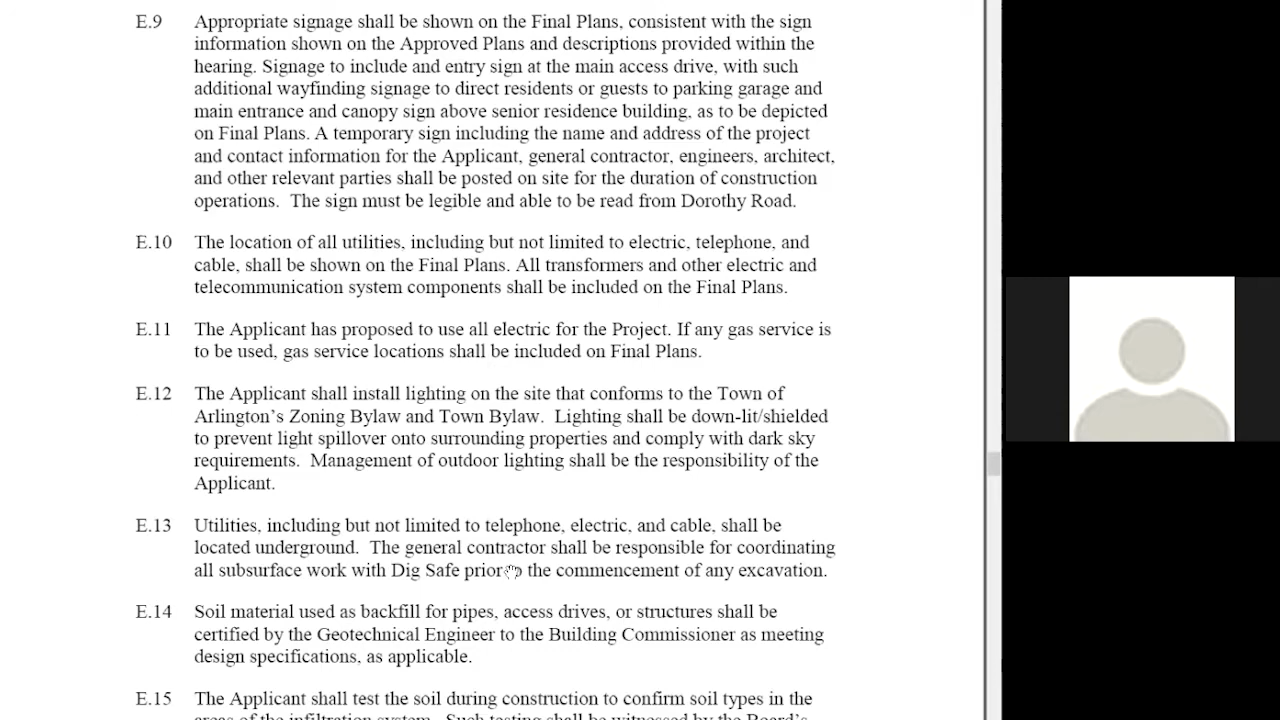 E.9 Appropriate signage shall be shown on the Final Plans, consistent with the sign
information shown on the Approved Plans and descriptions provided within the
hearing. Signage to include and entry sign at the main access drive, with such
additional wayfinding signage to direct residents or guests to parking garage and
main entrance and canopy sign above senior residence building, as to be depicted
on Final Plans. A temporary sign including the name and address of the project
and contact information for the Applicant, general contractor, engineers, architect,
and other relevant parties shall be posted on site for the duration of construction
operations. The sign must be legible and able to be read from Dorothy Road.
E.10 The location of all utilities, including but not limited to electric, telephone, and
cable, shall be shown on the Final Plans. All transformers and other electric and
telecommunication system components shall be included on the Final Plans.
E.11 The Applicant has proposed to use all electric for the Project. If any gas service is
to be used, gas service locations shall be included on Final Plans.
E.12 The Applicant shall install lighting on the site that conforms to the Town of
Arlington's Zoning Bylaw and Town Bylaw. Lighting shall be down-lit/shielded
to prevent light spillover onto surrounding properties and comply with dark sky
requirements. Management of outdoor lighting shall be the responsibility of the
Applicant.
E.13 Utilities, including but not limited to telephone, electric, and cable, shall be
located underground. The general contractor shall be responsible for coordinating
all subsurface work with Dig Safe prior the commencement of any excavation.
E.14 Soil material used as backfill for pipes, access drives, or structures shall be
certified by the Geotechnical Engineer to the Building Commissioner as meeting
design specifications, as applicable.
E.15 The Applicant shall test the soil during construction to confirm soil types in the
areas of the infiltration system. Such testing shall be witnessed by the Board's